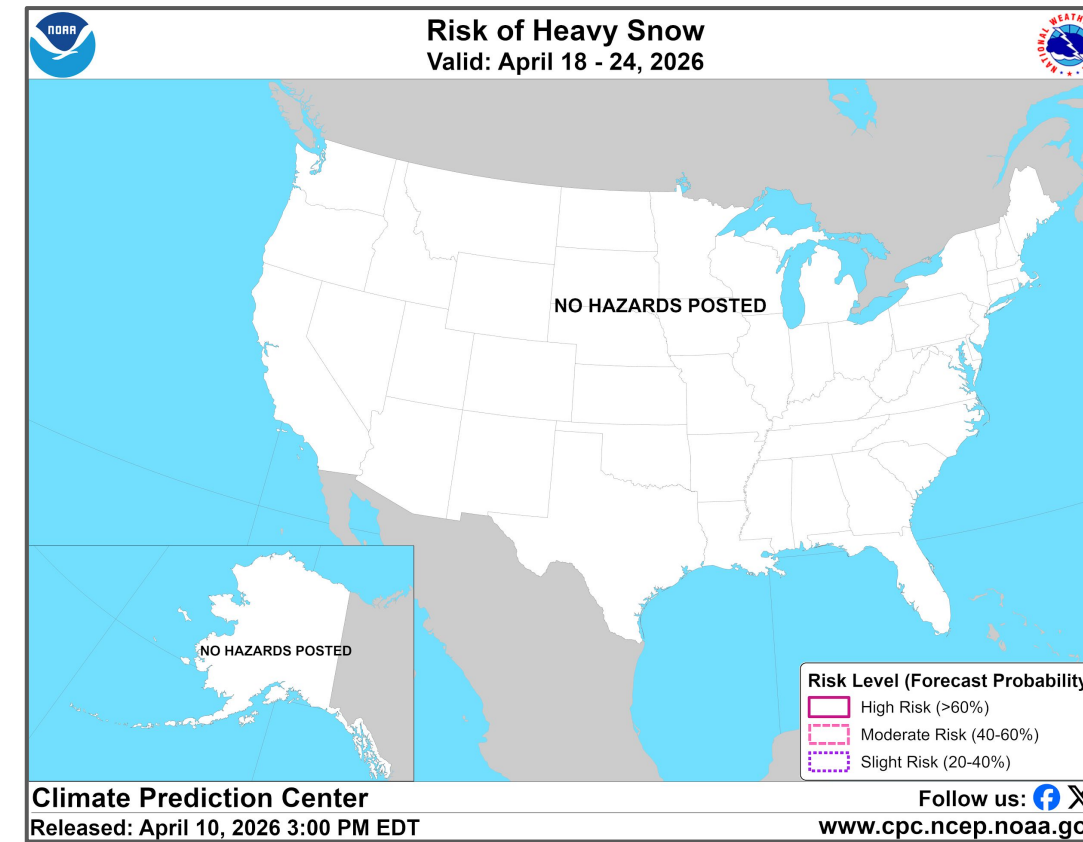 NOAA
Risk of Heavy Snow
Valid: April 18 - 24, 2026
NATIONAL WEATH
NO HAZARDS POSTED
NO HAZARDS POSTED
Risk Level (Forecast Probability
High Risk (>60%)
Moderate Risk (40-60%)
Slight Risk (20-40%)
Climate Prediction Center
Follow us:
Released: April 10, 2026 3:00 PM EDT
www.cpc.ncep.noaa.go